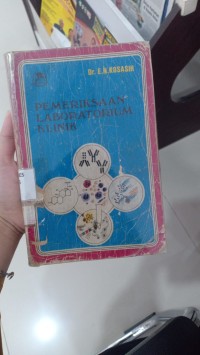 Dr. E.N. KOSASIH
PEMERIKSAAN
LABORATORIUM
KLINIK